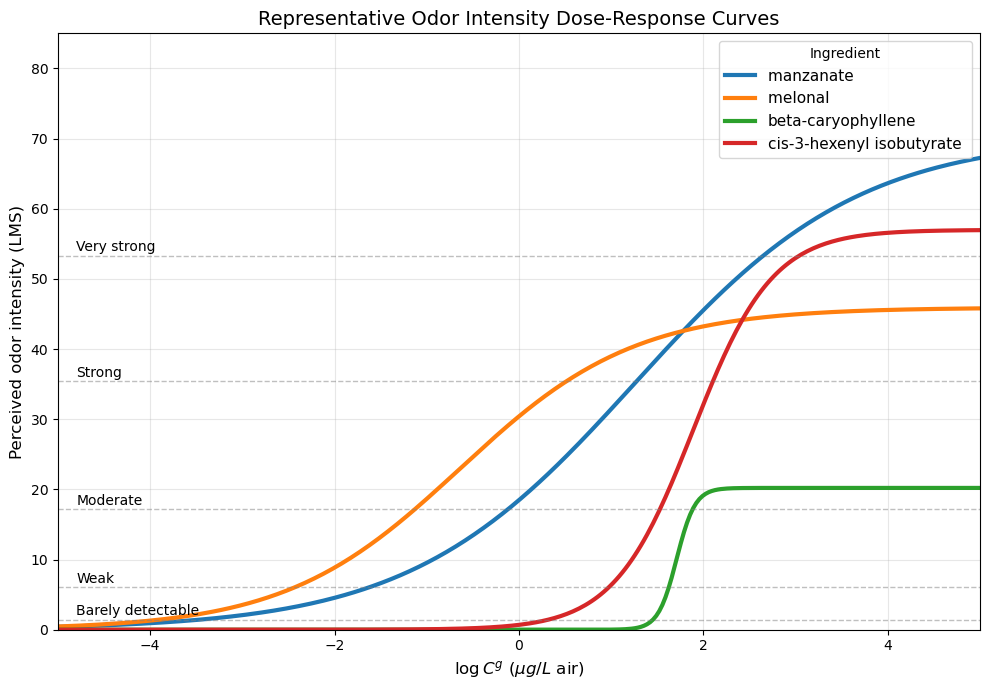 Representative Odor Intensity Dose-Response Curves
Ingredient
manzanate
melonal
beta-caryophyllene
cis-3-hexenyl isobutyrate
Perceived odor intensity (LMS)
80
70
60
50
40
30
20
10
0
Very strong
Strong
Moderate
Weak
Barely detectable
−4 −2 0 2 4
log C^g (μg/L air)